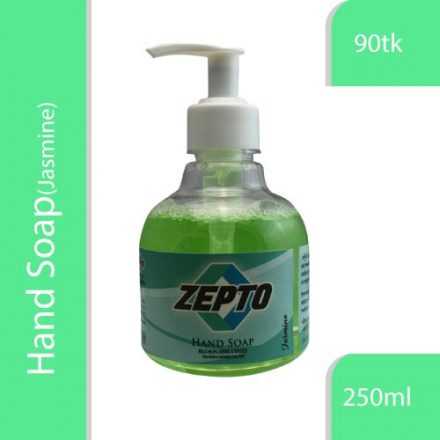 Hand Soap(Jasmine)
90tk
ZEPTO
HAND SOAP
Jasmine
250ml